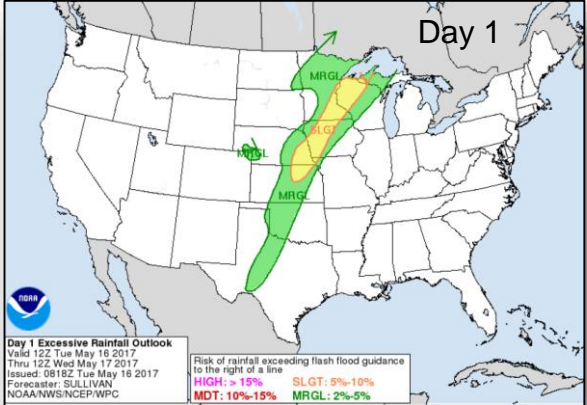 Day 1
MRGL
SLGT
MRGL
MRGL
NOAA
Day 1 Excessive Rainfall Outlook
Valid 12Z Tue May 16 2017
Thru 12Z Wed May 17 2017
Issued: 0818Z Tue May 16 2017
Forecaster: SULLIVAN
NOAA/NWS/NCEP/WPC
Risk of rainfall exceeding flash flood guidance
to the right of a line
HIGH: > 15% SLGT: 5%-10%
MDT: 10%-15% MRGL: 2%-5%